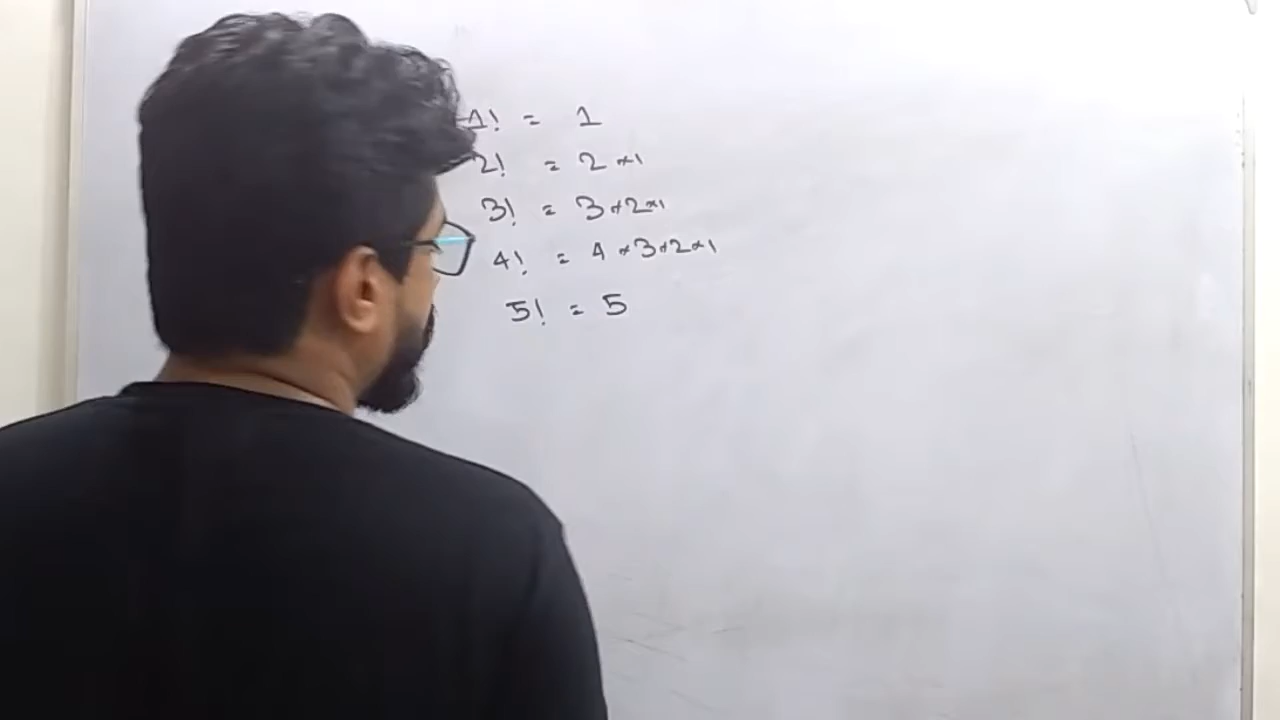 1! = 1
2! = 2×1
3! = 3×2×1
4! = 4×3×2×1
5! = 5